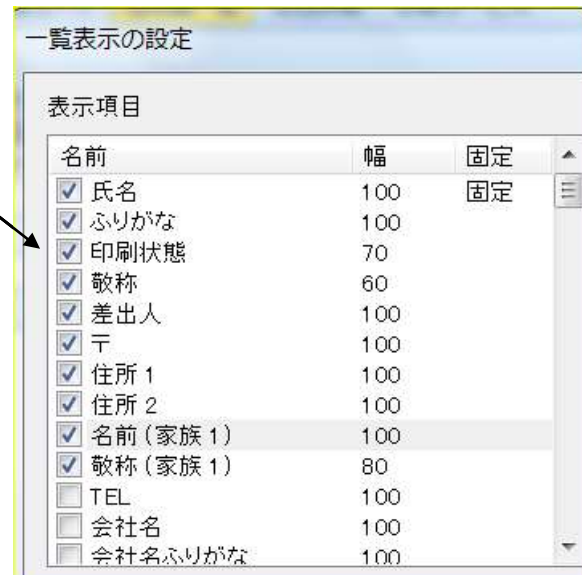 一覧表示の設定
表示項目
名前 幅 固定
氏名 100 固定
ふりがな 100
印刷状態 70
敬称 60
差出人 100
〒 100
住所1 100
住所2 100
名前(家族1) 100
敬称(家族1) 80
TEL 100
会社名 100
会社名ふりがな 100